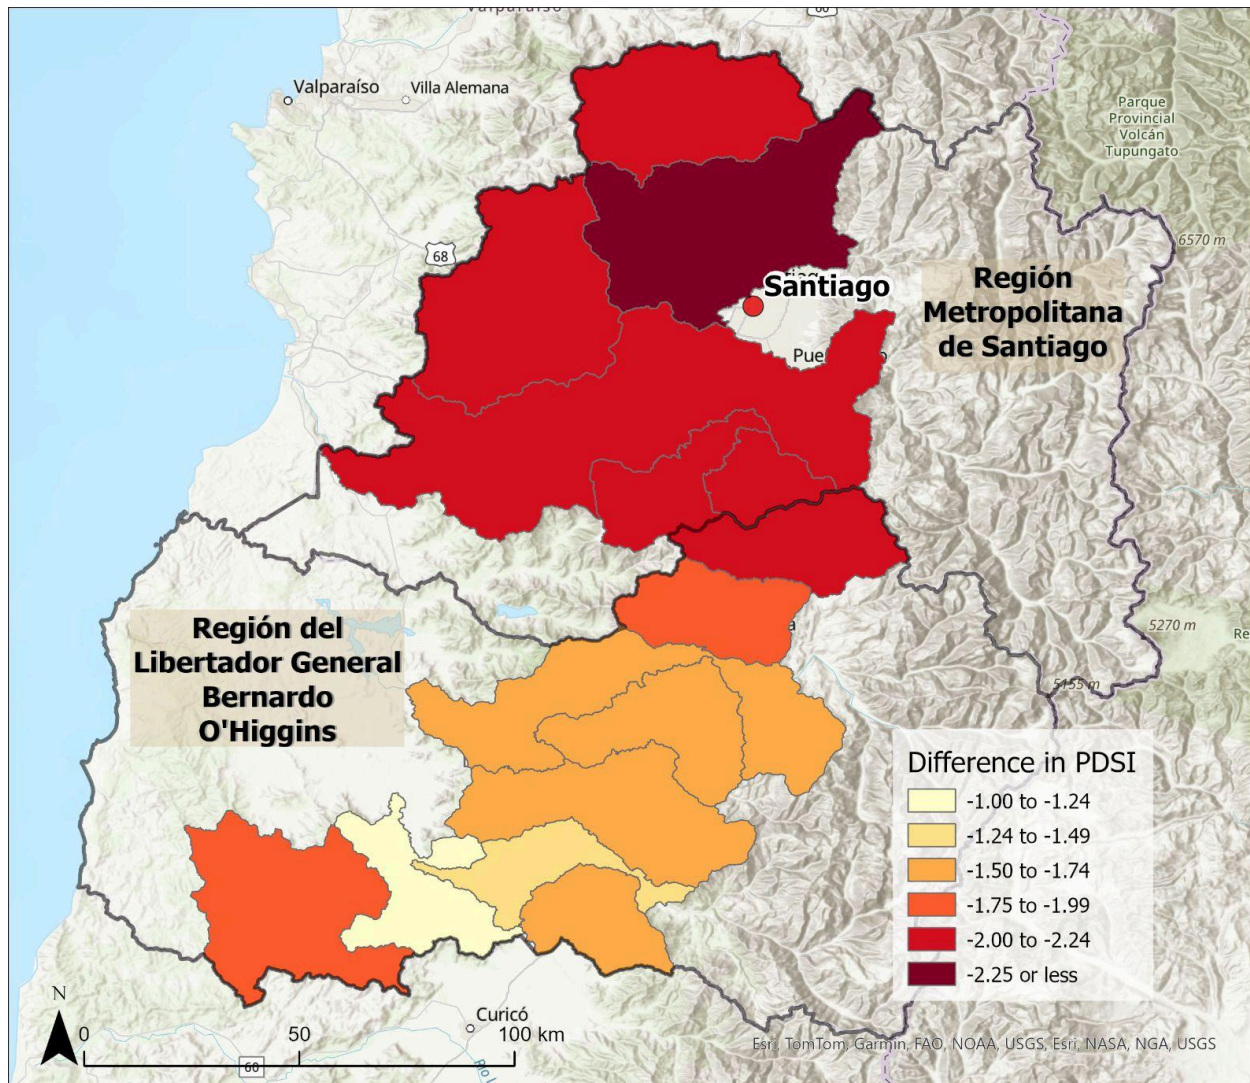 Valparaíso
60
Valparaíso
Villa Alemana
Parque
Provincial
Volcán
Tupungato
68
6570 m
Santiago
Región
Metropolitana
de Santiago
Región del
Libertador General
Bernardo
O'Higgins
5270 m
Re
5155 m
Difference in PDSI
-1.00 to -1.24
-1.24 to -1.49
-1.50 to -1.74
-1.75 to -1.99
-2.00 to -2.24
-2.25 or less
N
0 50 100 km
Curicó
60
Esri, TomTom, Garmin, FAO, NOAA, USGS, Esri, NASA, NGA, USGS